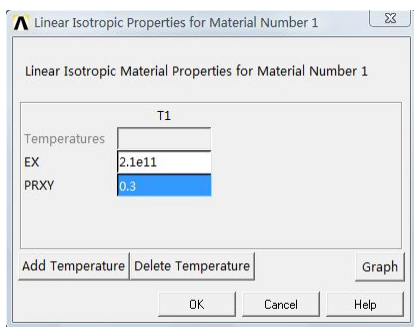 Linear Isotropic Properties for Material Number 1
Linear Isotropic Material Properties for Material Number 1
T1
Temperatures
EX 2.1e11
PRXY 0.3
Add Temperature Delete Temperature Graph
OK Cancel Help